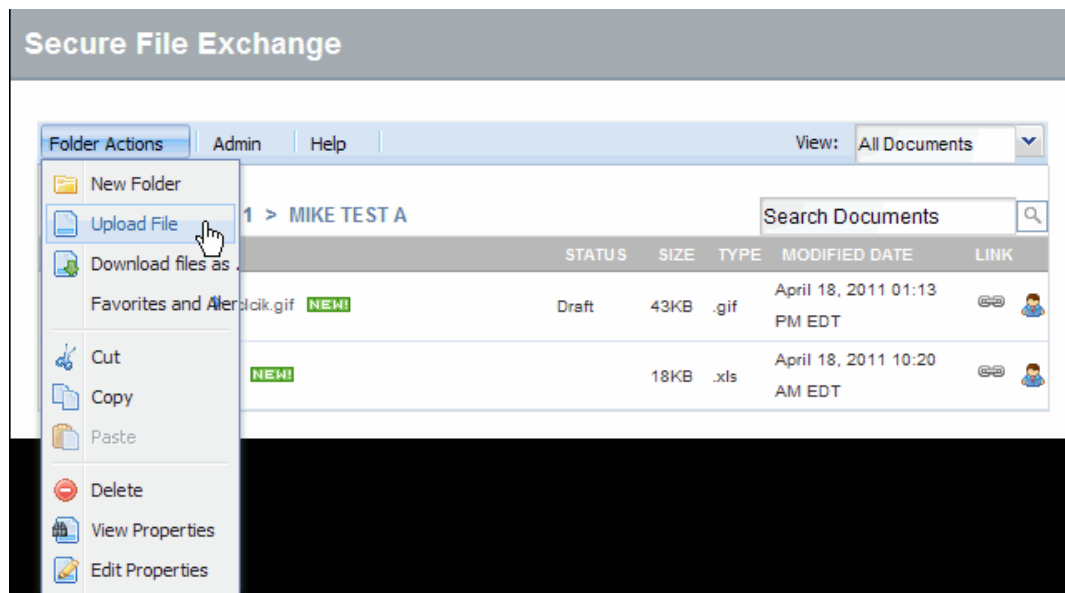 Secure File Exchange
Folder Actions Admin Help View: All Documents
New Folder
Upload File 1 > MIKE TEST A Search Documents
STATUS SIZE TYPE MODIFIED DATE LINK
Download files as .
Favorites and Aler lcik.gif NEW! Draft 43KB .gif April 18, 2011 01:13
PM EDT
Cut
NEW! 18KB .xls April 18, 2011 10:20
AM EDT
Copy
Paste
Delete
View Properties
Edit Properties